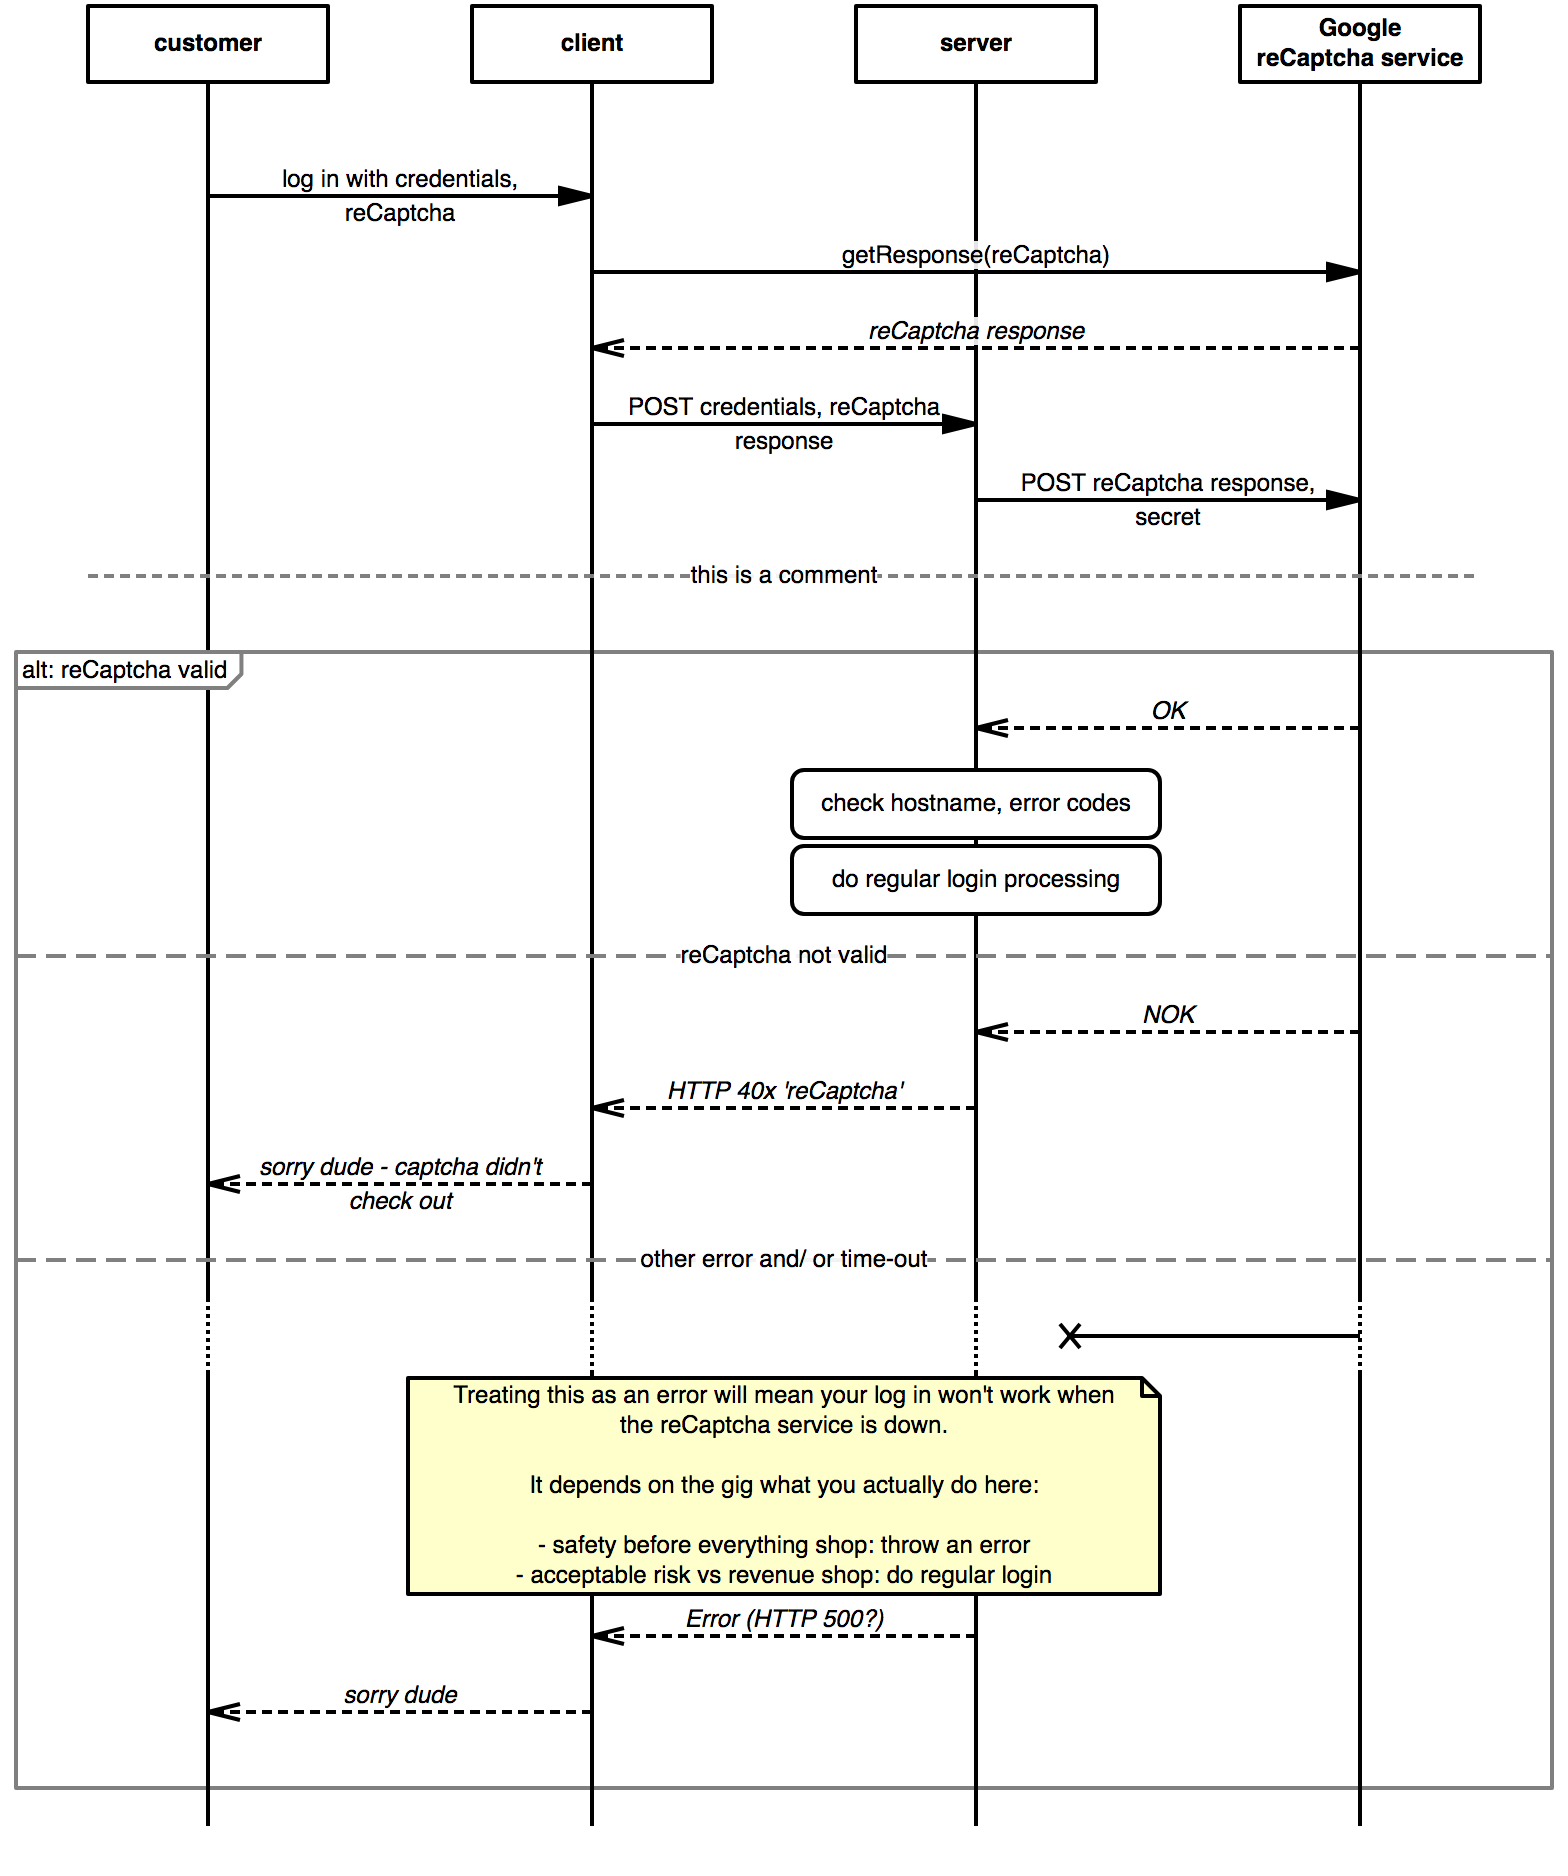 customer
client
server
Google
reCaptcha service
log in with credentials,
reCaptcha
getResponse(reCaptcha)
reCaptcha response
POST credentials, reCaptcha
response
POST reCaptcha response,
secret
this is a comment
alt: reCaptcha valid
OK
check hostname, error codes
do regular login processing
reCaptcha not valid
NOK
HTTP 40x 'reCaptcha'
sorry dude - captcha didn't
check out
other error and/ or time-out
Treating this as an error will mean your log in won't work when
the reCaptcha service is down.
It depends on the gig what you actually do here:
- safety before everything shop: throw an error
- acceptable risk vs revenue shop: do regular login
Error (HTTP 500?)
sorry dude